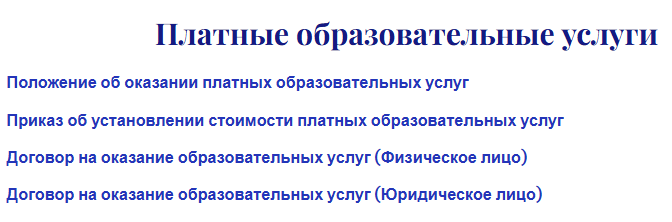 Платные образовательные услуги
Положение об оказании платных образовательных услуг
Приказ об установлении стоимости платных образовательных услуг
Договор на оказание образовательных услуг (Физическое лицо)
Договор на оказание образовательных услуг (Юридическое лицо)